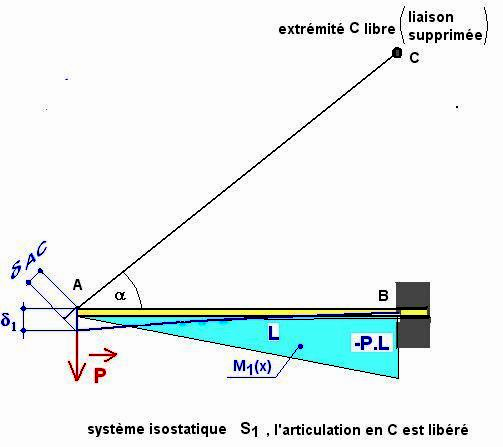 extrémité C libre (liaison
supprimée)
C
δAC
A
α
B
δ1
L
-P.L
P
M1(x)
système isostatique S1 , l'articulation en C est libéré